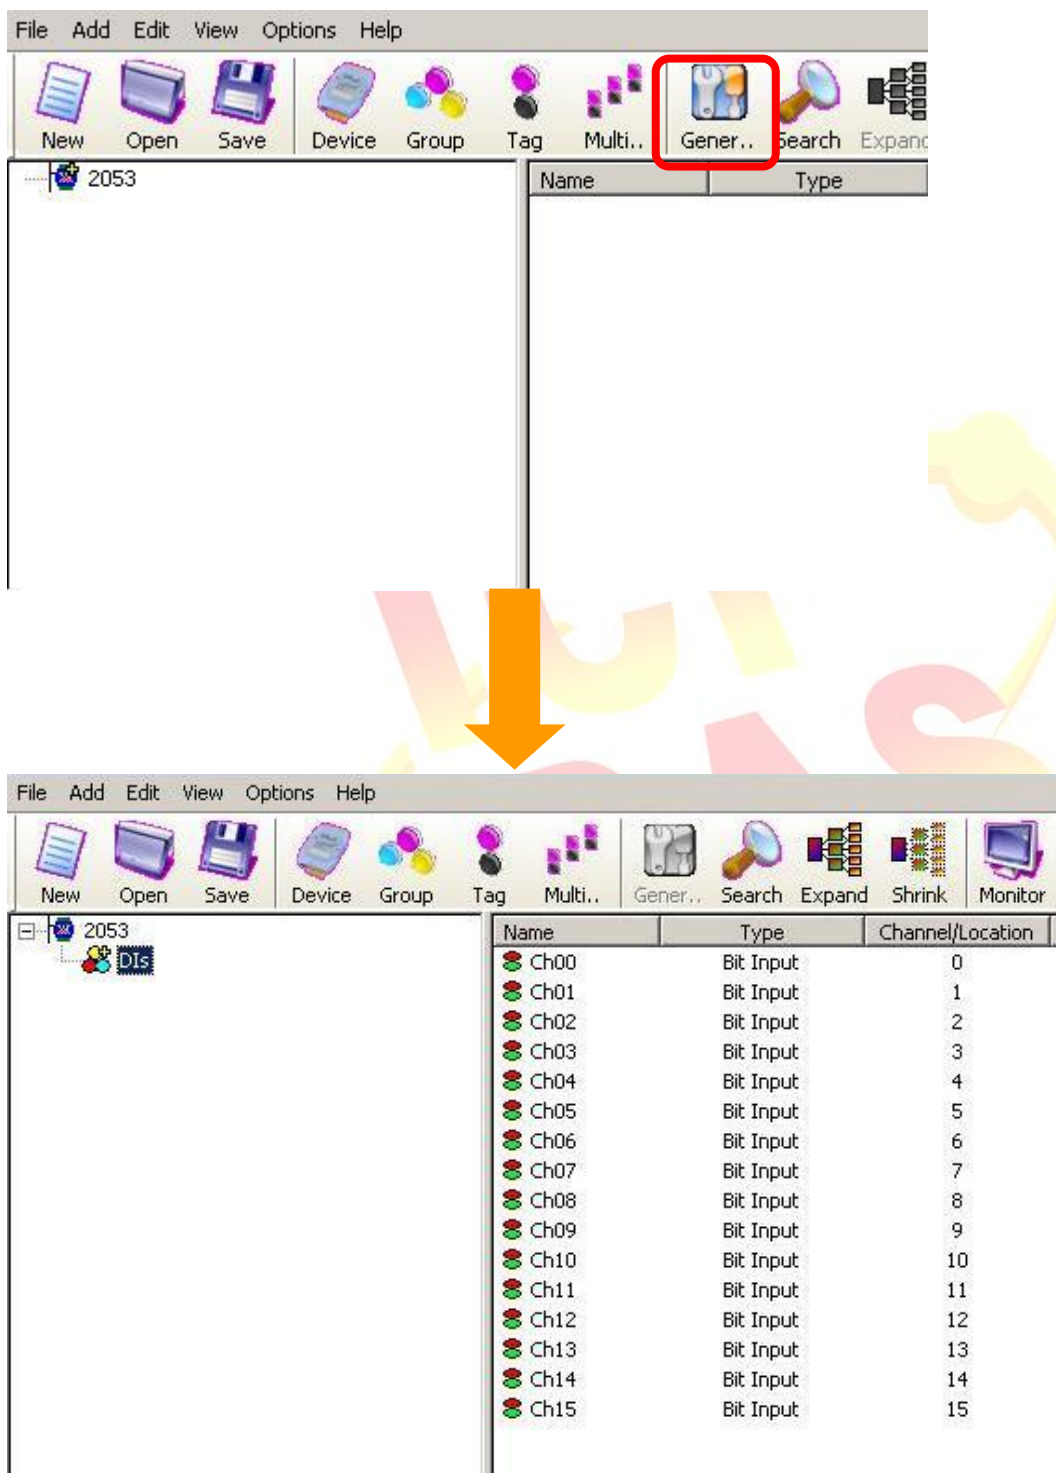 File Add Edit View Options Help
New Open Save Device Group Tag Multi.. Gener.. Search Expand
2053
Name Type
File Add Edit View Options Help
New Open Save Device Group Tag Multi.. Gener.. Search Expand Shrink Monitor
2053
DIs
Name Type Channel/Location
Ch00 Bit Input 0
Ch01 Bit Input 1
Ch02 Bit Input 2
Ch03 Bit Input 3
Ch04 Bit Input 4
Ch05 Bit Input 5
Ch06 Bit Input 6
Ch07 Bit Input 7
Ch08 Bit Input 8
Ch09 Bit Input 9
Ch10 Bit Input 10
Ch11 Bit Input 11
Ch12 Bit Input 12
Ch13 Bit Input 13
Ch14 Bit Input 14
Ch15 Bit Input 15